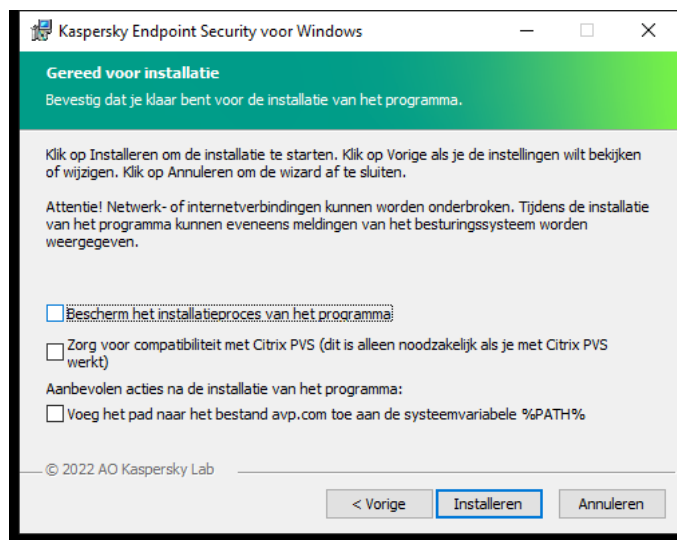 Kaspersky Endpoint Security voor Windows
Gereed voor installatie
Bevestig dat je klaar bent voor de installatie van het programma.
Klik op Installeren om de installatie te starten. Klik op Vorige als je de instellingen wilt bekijken
of wijzigen. Klik op Annuleren om de wizard af te sluiten.
Attentie! Netwerk- of internetverbindingen kunnen worden onderbroken. Tijdens de installatie
van het programma kunnen eveneens meldingen van het besturingssysteem worden
weergegeven.
Bescherm het installatieproces van het programma
Zorg voor compatibiliteit met Citrix PVS (dit is alleen noodzakelijk als je met Citrix PVS
werkt)
Aanbevolen acties na de installatie van het programma:
Voeg het pad naar het bestand avp.com toe aan de systeemvariabele %PATH%
© 2022 AO Kaspersky Lab
< Vorige Installeren Annuleren